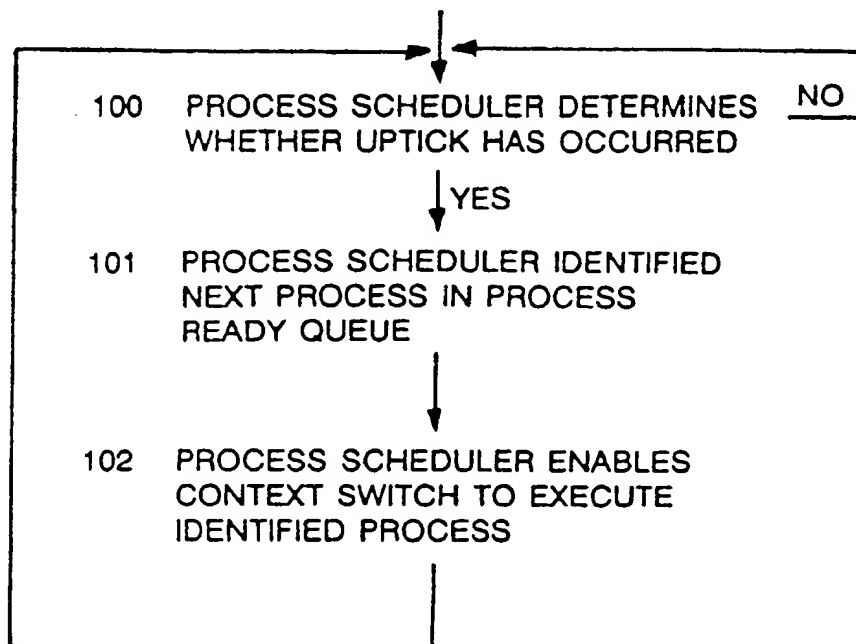 100 PROCESS SCHEDULER DETERMINES NO
WHETHER UPTICK HAS OCCURRED
YES
101 PROCESS SCHEDULER IDENTIFIED
NEXT PROCESS IN PROCESS
READY QUEUE
102 PROCESS SCHEDULER ENABLES
CONTEXT SWITCH TO EXECUTE
IDENTIFIED PROCESS